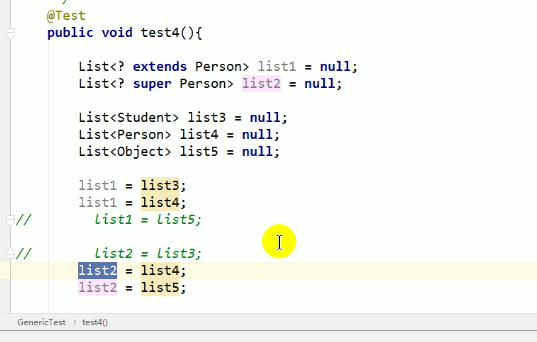 @Test
public void test4(){
List<? extends Person> list1 = null;
List<? super Person> list2 = null;
List<Student> list3 = null;
List<Person> list4 = null;
List<Object> list5 = null;
list1 = list3;
list1 = list4;
// list1 = list5;
// list2 = list3;
list2 = list4;
list2 = list5;
GenericTest › test4()